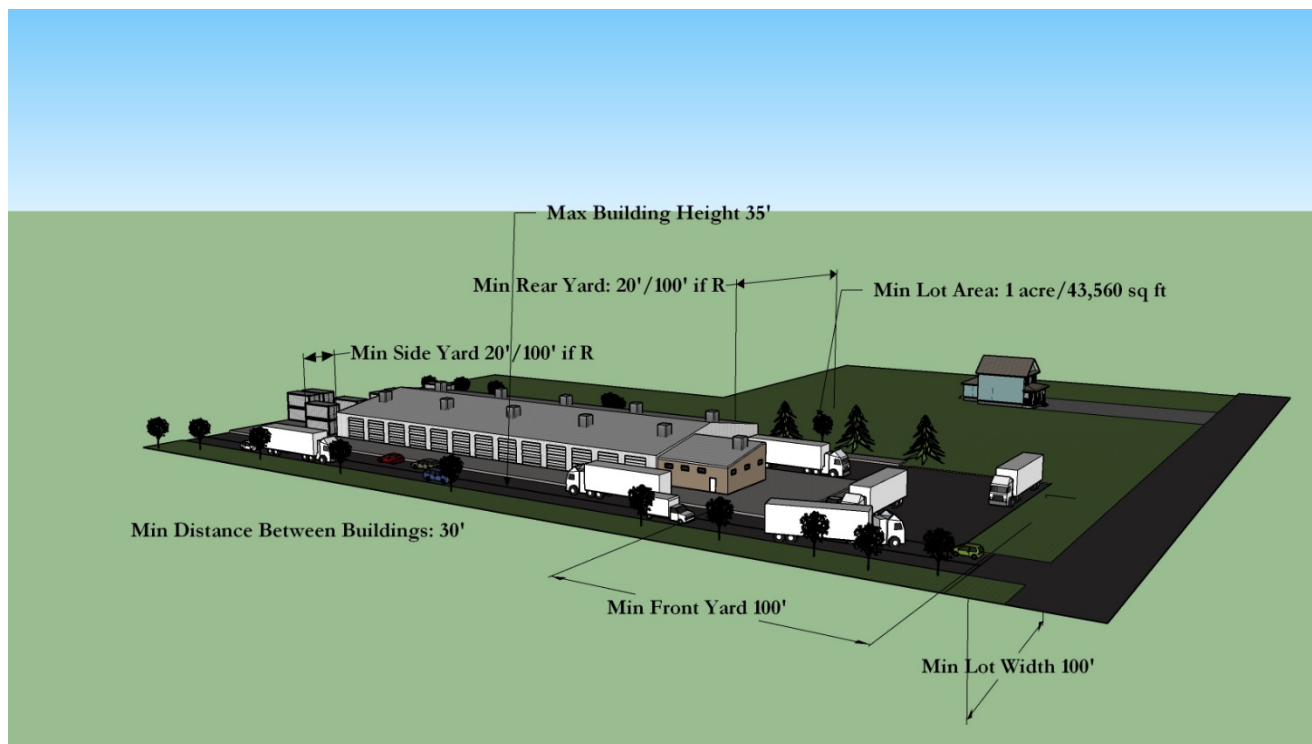 Max Building Height 35'
Min Rear Yard: 20'/100' if R
Min Lot Area: 1 acre/43,560 sq ft
Min Side Yard 20'/100' if R
Min Distance Between Buildings: 30'
Min Front Yard 100'
Min Lot Width 100'